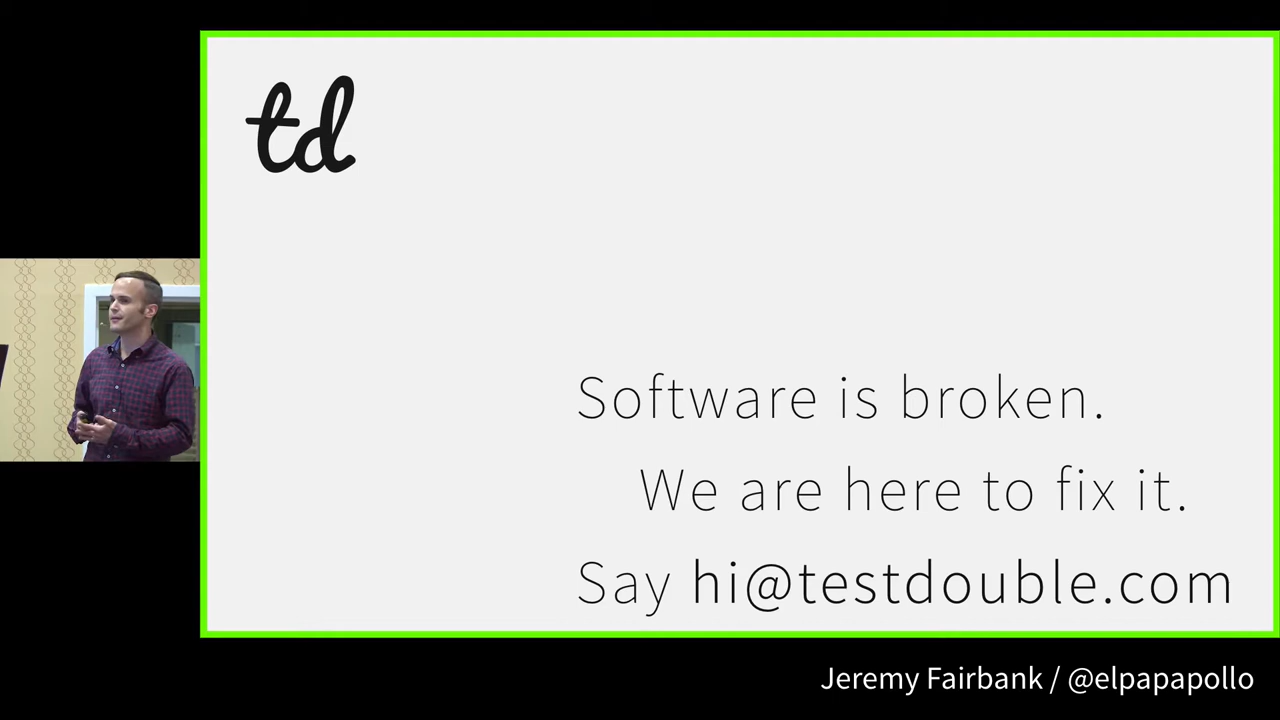 td
Software is broken.
We are here to fix it.
Say hi@testdouble.com
Jeremy Fairbank / @elpapapollo